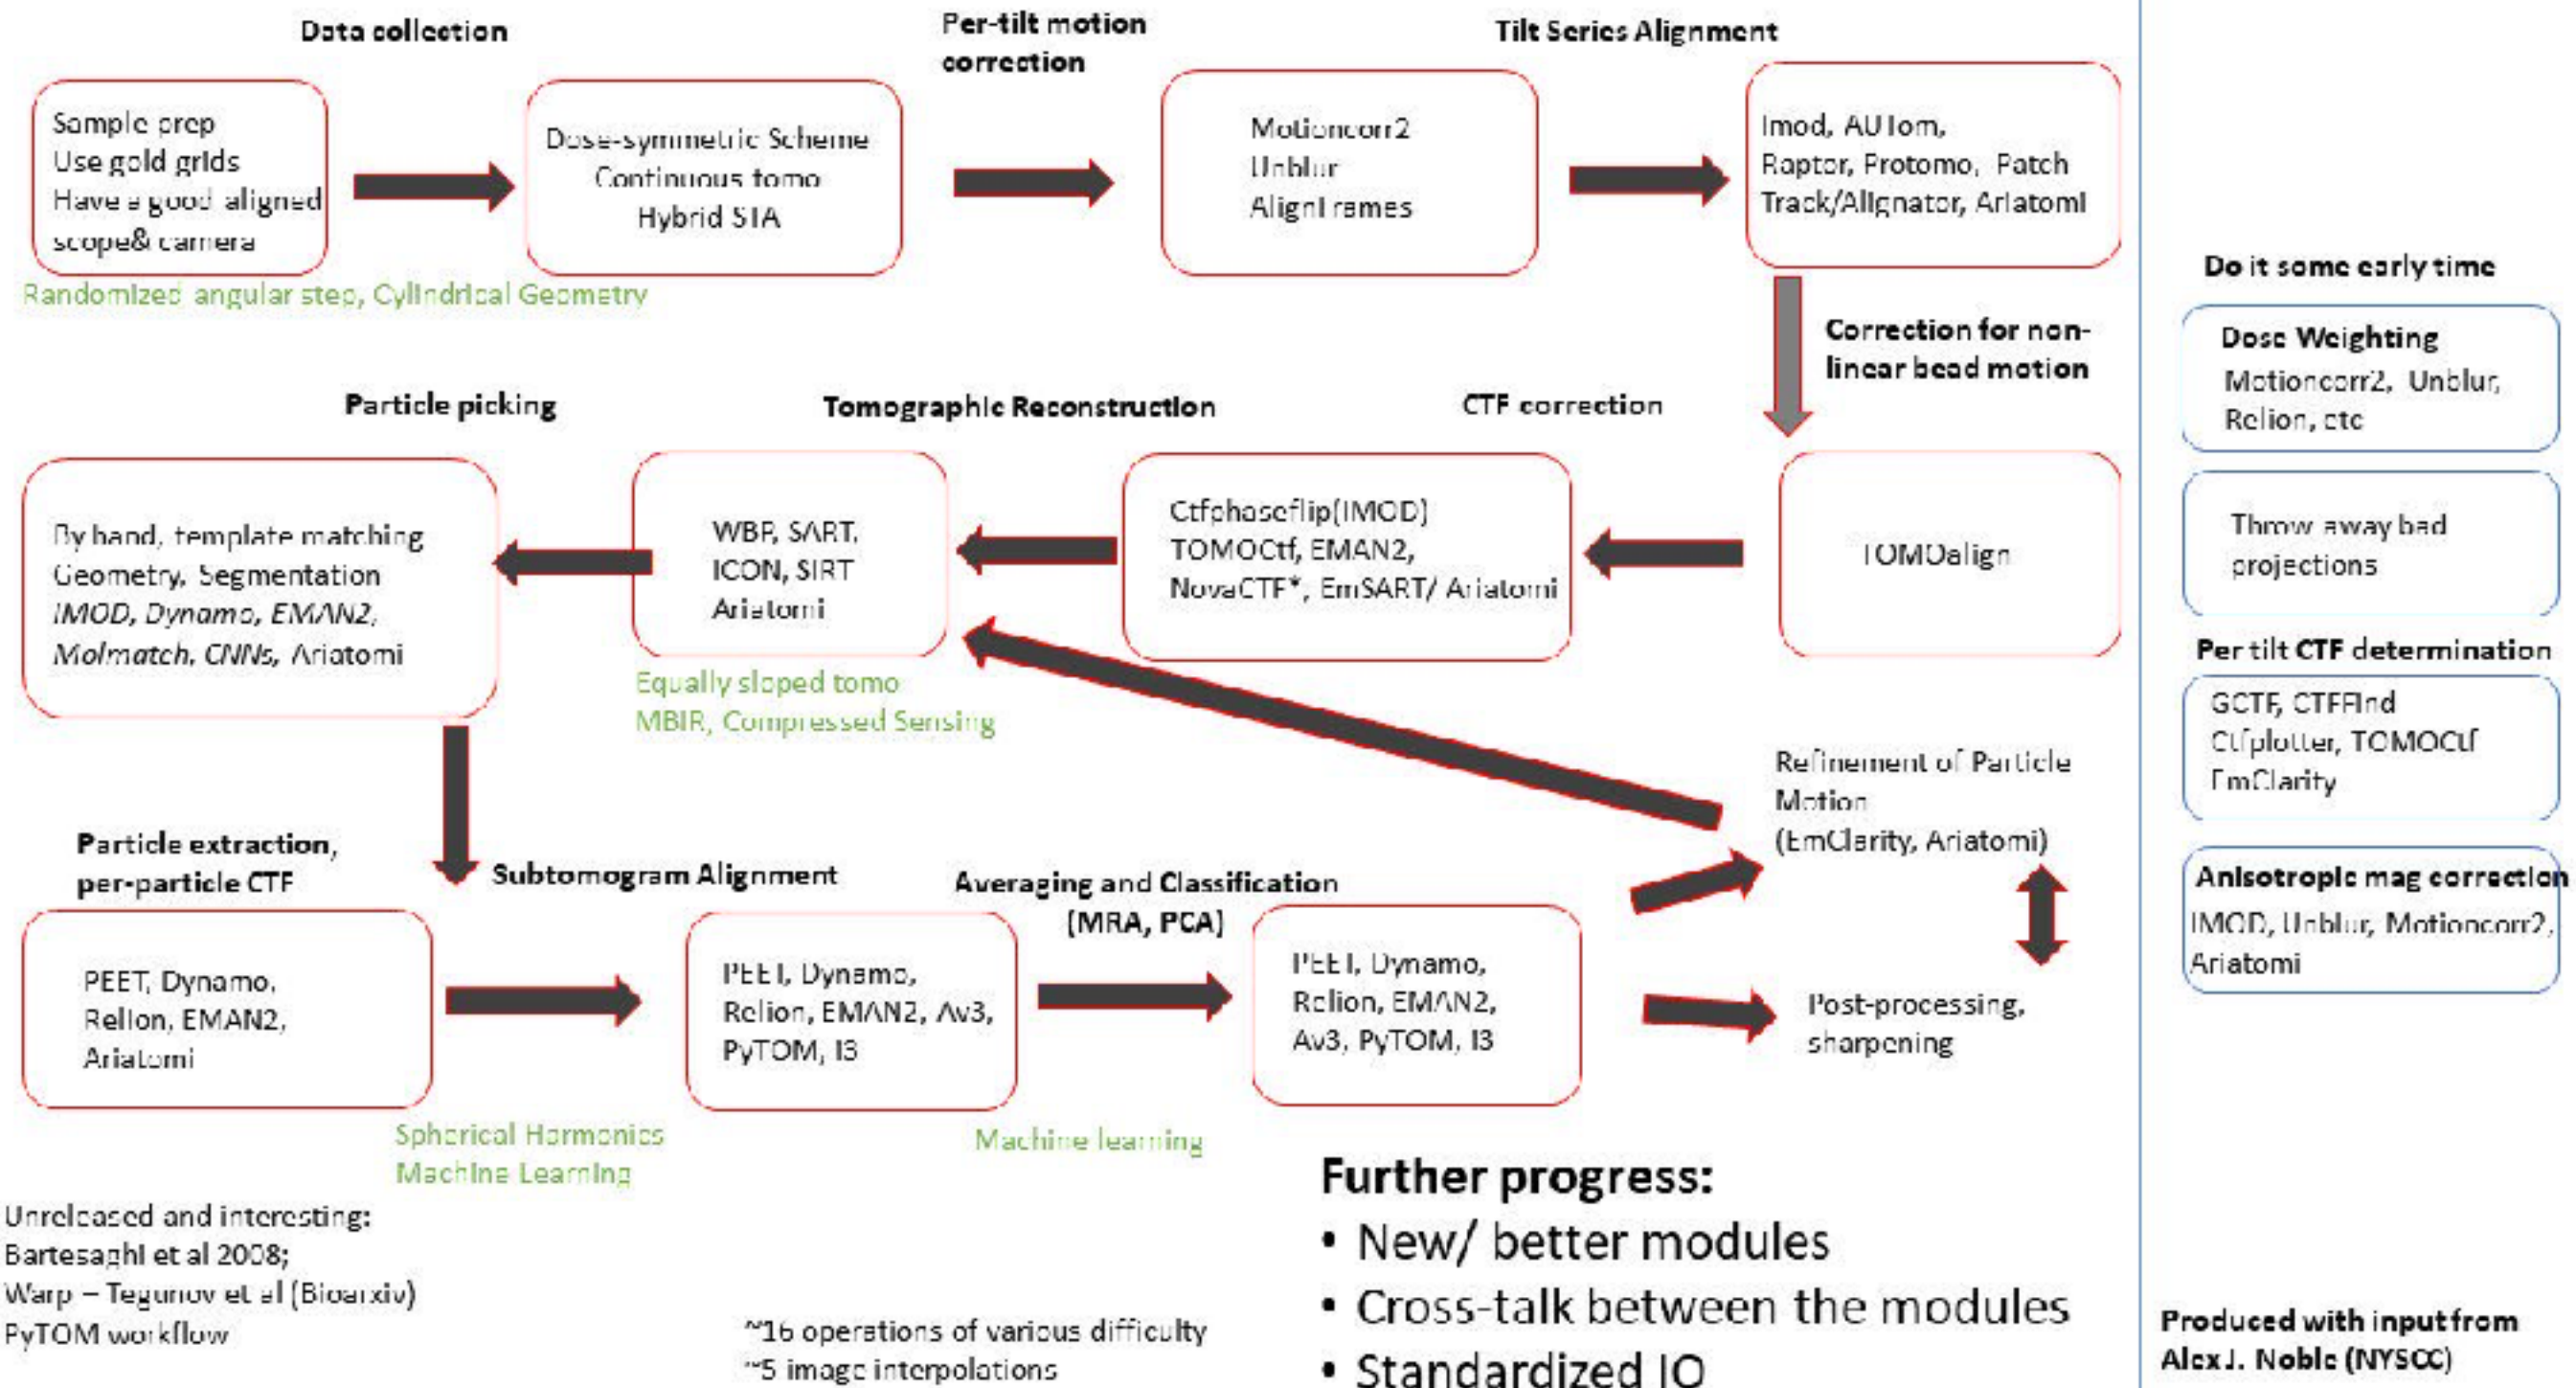 Data collection
Per-tilt motion
correction
Tilt Series Alignment
Sample prep
Use gold grids
Have a good aligned
scope& camera
Dose-symmetric Scheme
Continuous tomo
Hybrid STA
Motioncorr2
Unblur
AlignFrames
Imod, AUTom,
Raptor, Protomo, Patch
Track/Alignator, Ariatomi
Randomized angular step, Cylindrical Geometry
Correction for non-
linear bead motion
Particle picking
Tomographic Reconstruction
CTF correction
By hand, template matching
Geometry, Segmentation
IMOD, Dynamo, EMAN2,
Molmatch, CNNs, Ariatomi
WBP, SART,
ICON, SIRT
Ariatomi
Ctfphaseflip(IMOD)
TOMOCtf, EMAN2,
NovaCTF*, EmSART/ Ariatomi
TOMOalign
Equally sloped tomo
MBIR, Compressed Sensing
Refinement of Particle
Motion
(EmClarity, Ariatomi)
Particle extraction,
per-particle CTF
Subtomogram Alignment
Averaging and Classification
(MRA, PCA)
PEET, Dynamo,
Relion, EMAN2,
Ariatomi
PEET, Dynamo,
Relion, EMAN2, Av3,
PyTOM, I3
PEET, Dynamo,
Relion, EMAN2,
Av3, PyTOM, I3
Post-processing,
sharpening
Spherical Harmonics
Machine Learning
Machine learning
Unreleased and interesting:
Bartesaghi et al 2008;
Warp – Tegunov et al (Bioarxiv)
PyTOM workflow
~16 operations of various difficulty
~5 image interpolations
Further progress:
• New/ better modules
• Cross-talk between the modules
• Standardized IO
Do it some early time
Dose Weighting
Motioncorr2, Unblur,
Relion, etc
Throw away bad
projections
Per tilt CTF determination
GCTF, CTFFind
Ctfplotter, TOMOCtf
EmClarity
Anisotropic mag correction
IMOD, Unblur, Motioncorr2,
Ariatomi
Produced with input from
Alex J. Noble (NYSCC)